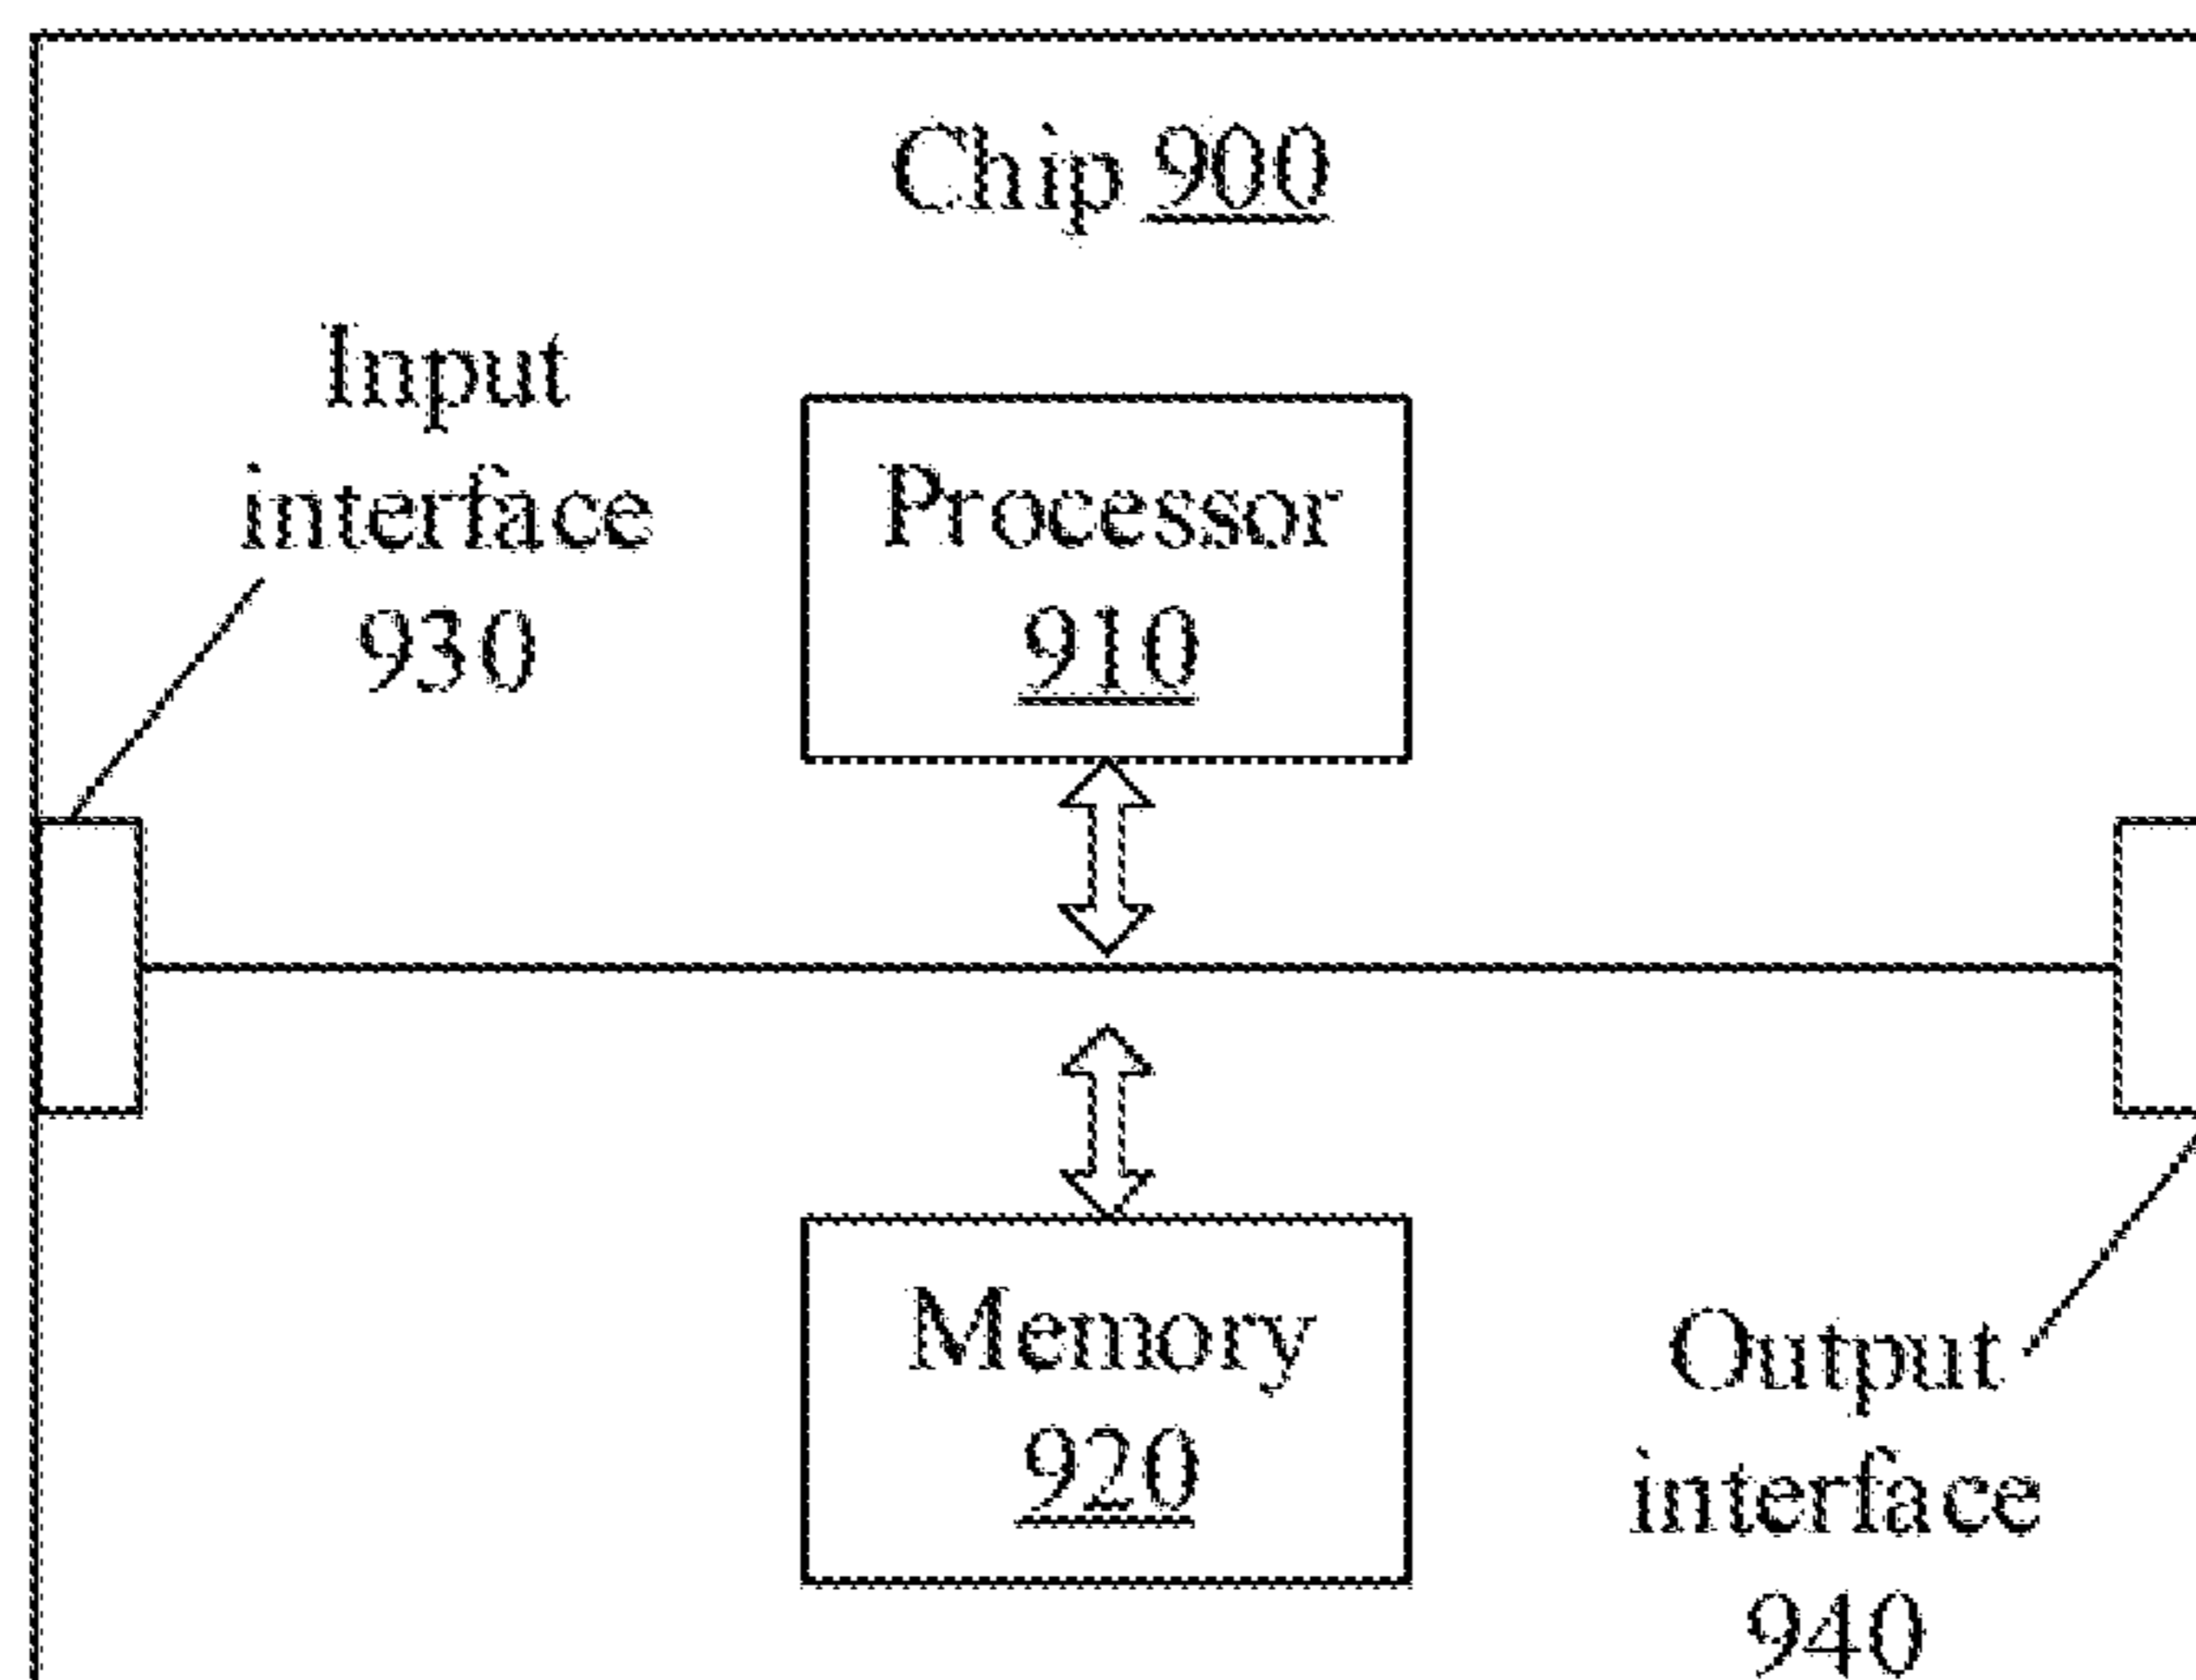 Chip 900
Input
interface
930
Processor
910
Memory
920
Output
interface
940